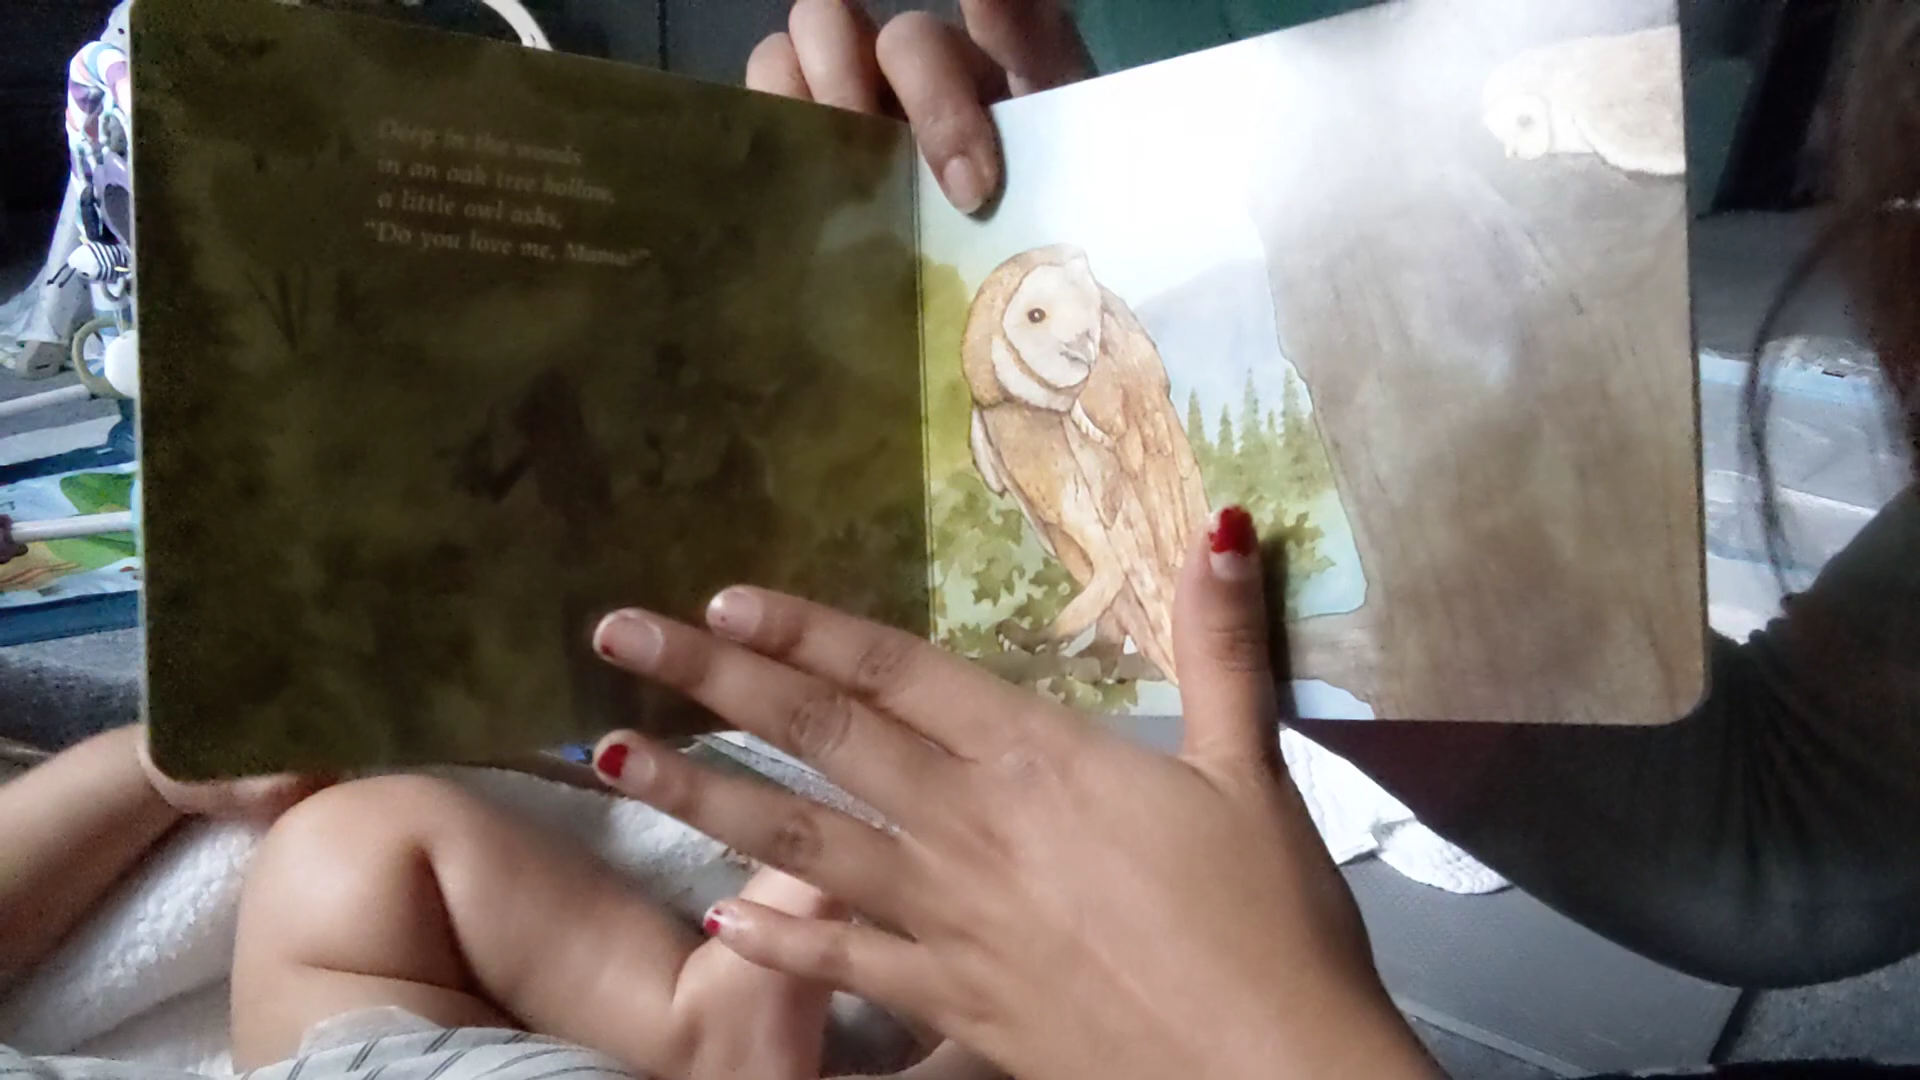 Deep in the woods
in an oak tree hollow,
a little owl asks,
"Do you love me, Mama?"